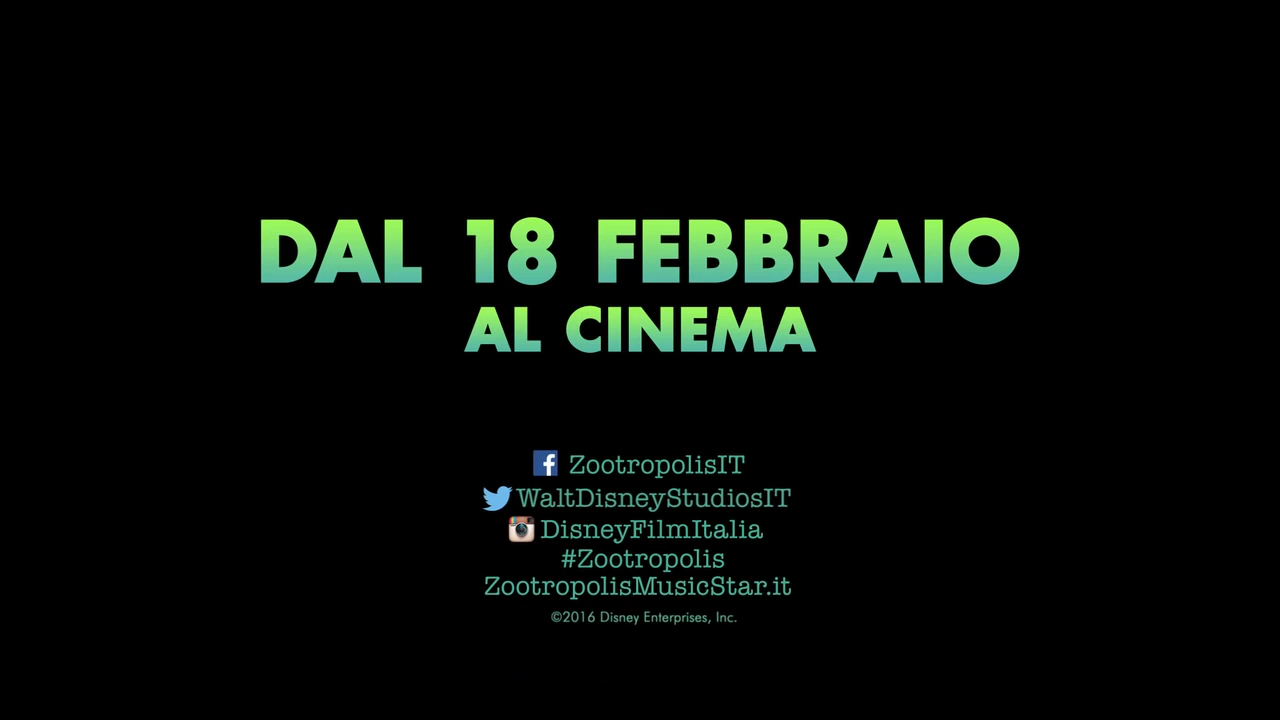 DAL 18 FEBBRAIO
AL CINEMA
ZootropolisIT
WaltDisneyStudiosIT
DisneyFilmItalia
#Zootropolis
ZootropolisMusicStar.it
©2016 Disney Enterprises, Inc.